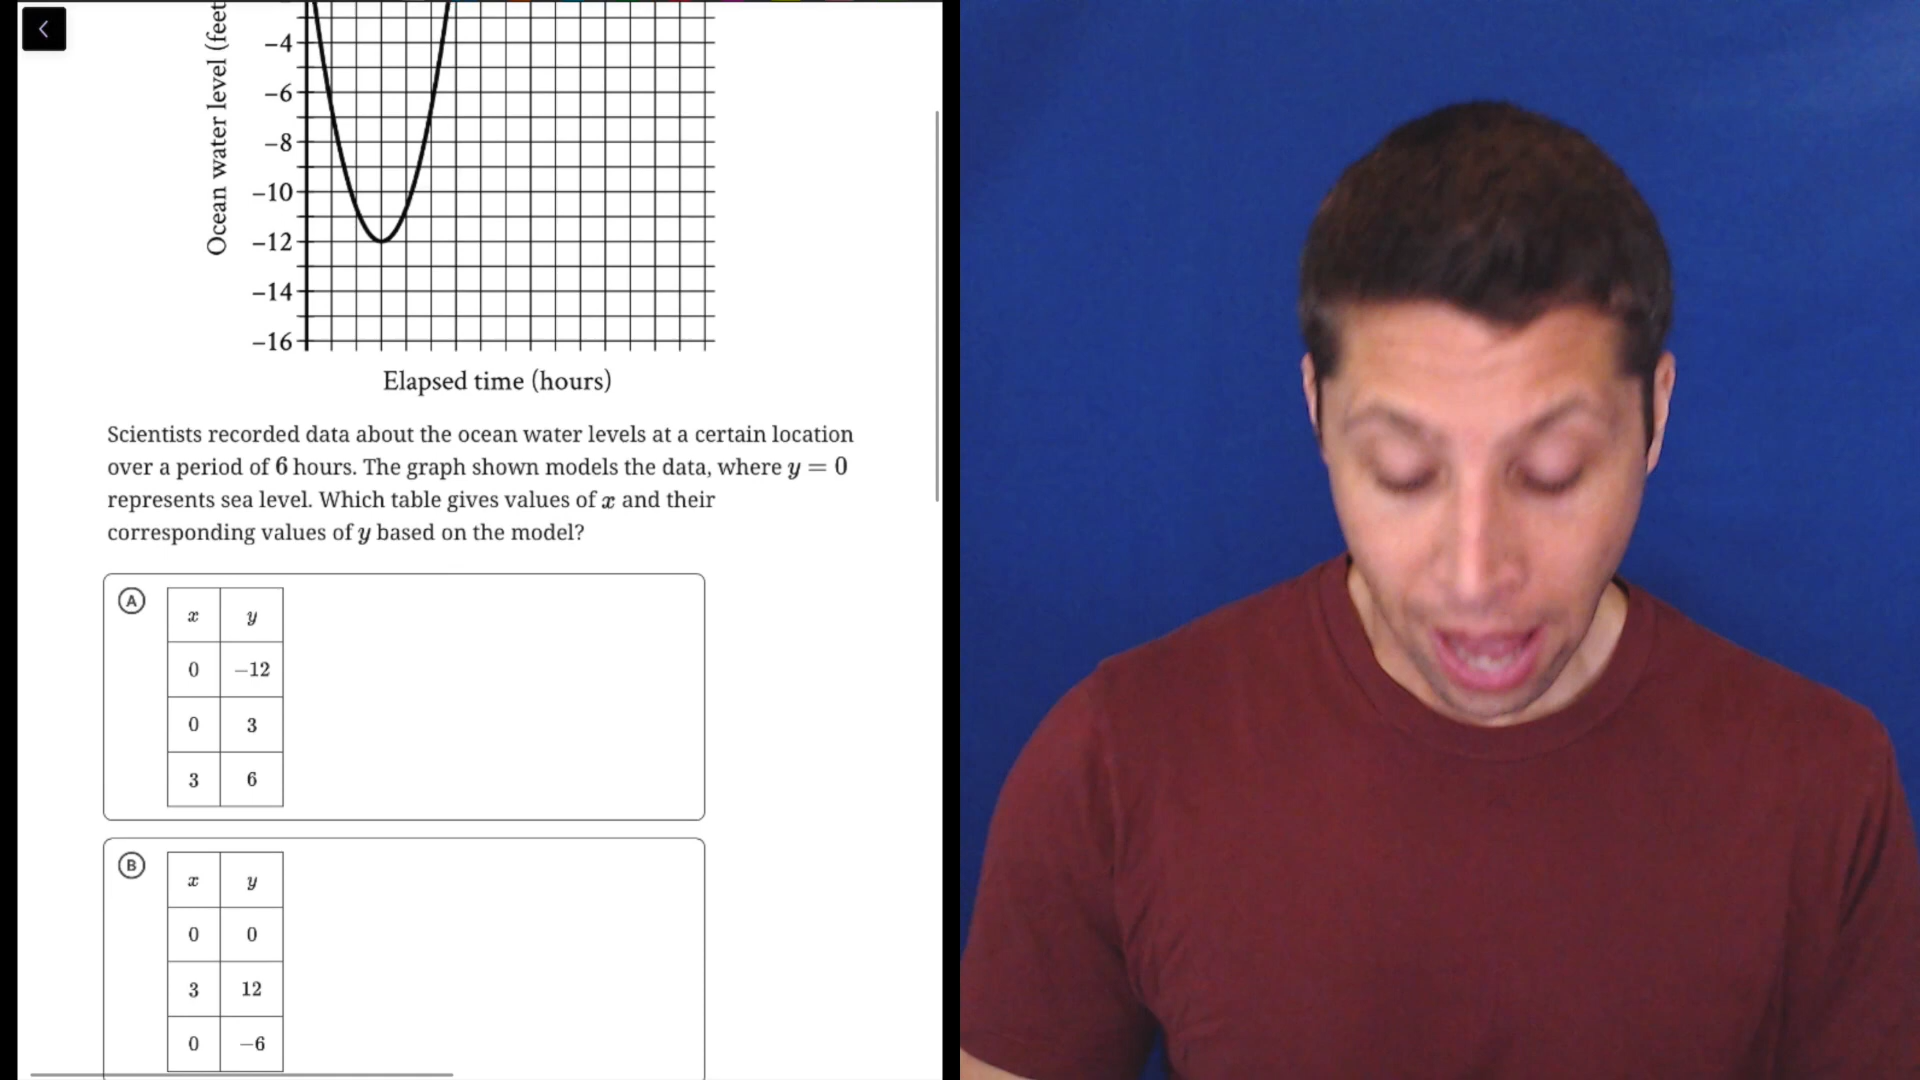 Ocean water level (feet
−4
−6
−8
−10
−12
−14
−16
Elapsed time (hours)
Scientists recorded data about the ocean water levels at a certain location
over a period of 6 hours. The graph shown models the data, where y = 0
represents sea level. Which table gives values of x and their
corresponding values of y based on the model?
A
x y
0 −12
0 3
3 6
B
x y
0 0
3 12
0 −6